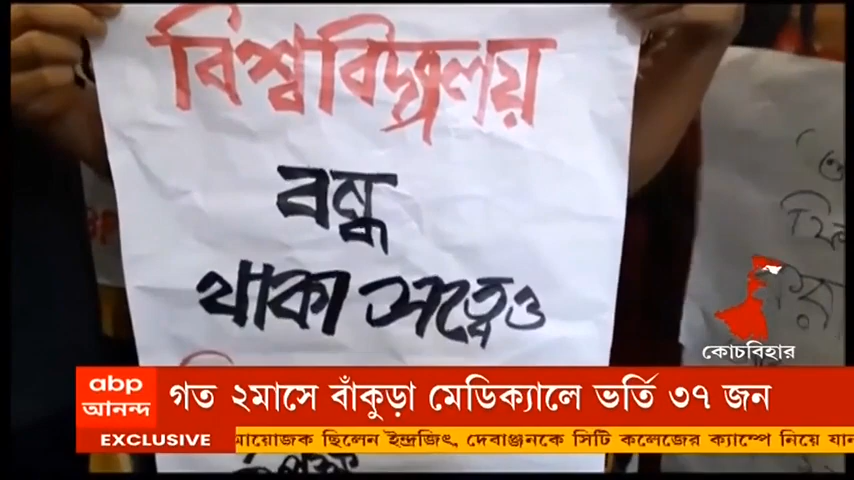 বিশ্ববিদ্যালয়
বন্ধ
থাকা সত্ত্বেও
কোচবিহার
abp
আনন্দ
গত ২মাসে বাঁকুড়া মেডিক্যালে ভর্তি ৩৭ জন
EXCLUSIVE
আয়োজক ছিলেন ইন্দ্রজিৎ, দেবাঞ্জনকে সিটি কলেজের ক্যাম্পে নিয়ে যান